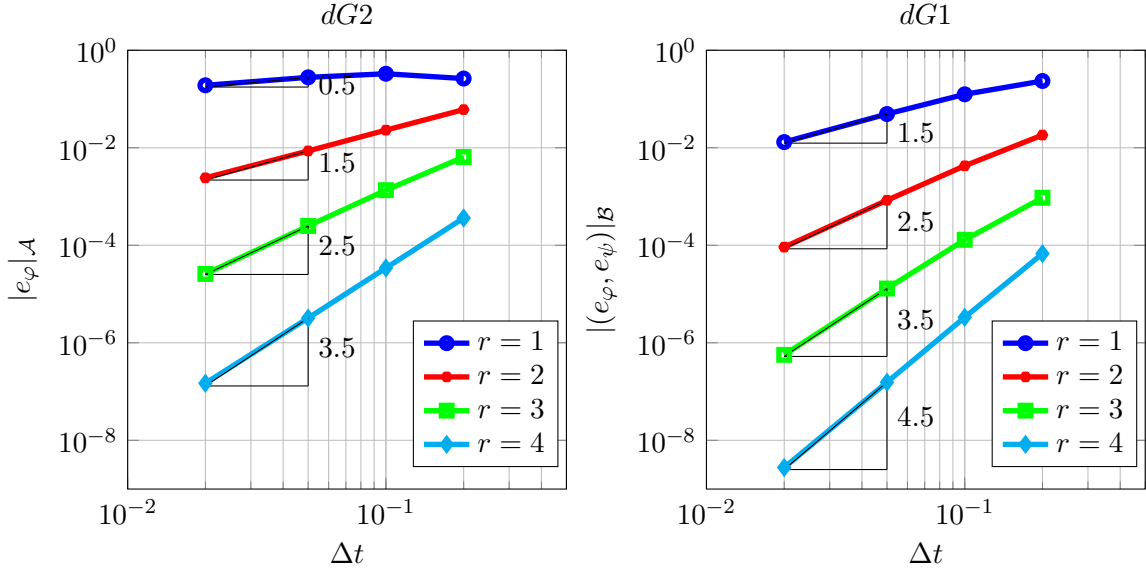 dG2
10^0
10^{-2}
10^{-4}
10^{-6}
10^{-8}
|e_φ|_𝒜
0.5
1.5
2.5
3.5
r = 1
r = 2
r = 3
r = 4
10^{-2}
10^{-1}
Δt
dG1
10^0
10^{-2}
10^{-4}
10^{-6}
10^{-8}
|(e_φ, e_ψ)|_ℬ
1.5
2.5
3.5
4.5
r = 1
r = 2
r = 3
r = 4
10^{-2}
10^{-1}
Δt